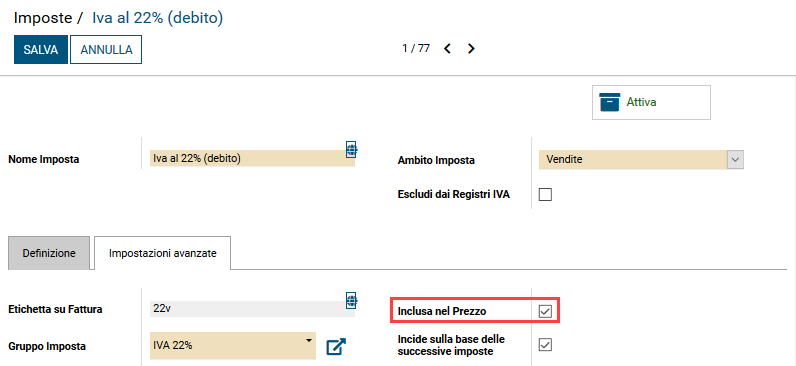 Imposte / Iva al 22% (debito)
SALVA ANNULLA 1 / 77
Attiva
Nome Imposta Iva al 22% (debito) Ambito Imposta Vendite
Escludi dai Registri IVA
Definizione Impostazioni avanzate
Etichetta su Fattura 22v Inclusa nel Prezzo
Gruppo Imposta IVA 22% Incide sulla base delle
successive imposte